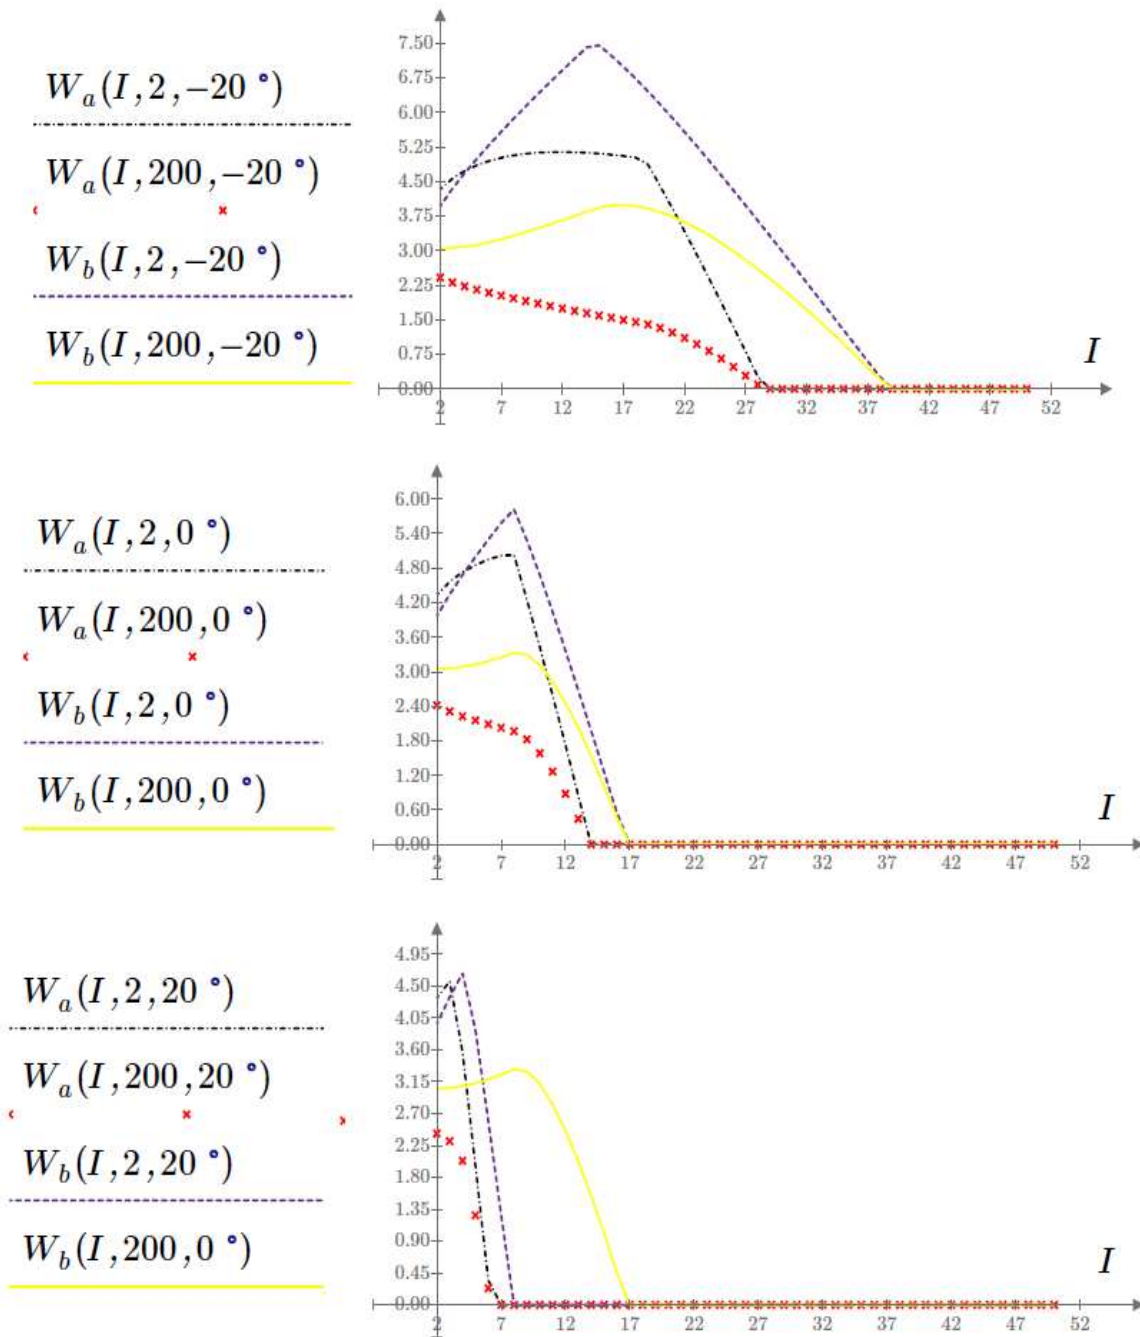 W_a(I,2,−20 °)
W_a(I,200,−20 °)
W_b(I,2,−20 °)
W_b(I,200,−20 °)
7.50
6.75
6.00
5.25
4.50
3.75
3.00
2.25
1.50
0.75
0.00
2 7 12 17 22 27 32 37 42 47 52
I
W_a(I,2,0 °)
W_a(I,200,0 °)
W_b(I,2,0 °)
W_b(I,200,0 °)
6.00
5.40
4.80
4.20
3.60
3.00
2.40
1.80
1.20
0.60
0.00
2 7 12 17 22 27 32 37 42 47 52
I
W_a(I,2,20 °)
W_a(I,200,20 °)
W_b(I,2,20 °)
W_b(I,200,0 °)
4.95
4.50
4.05
3.60
3.15
2.70
2.25
1.80
1.35
0.90
0.45
0.00
2 7 12 17 22 27 32 37 42 47 52
I